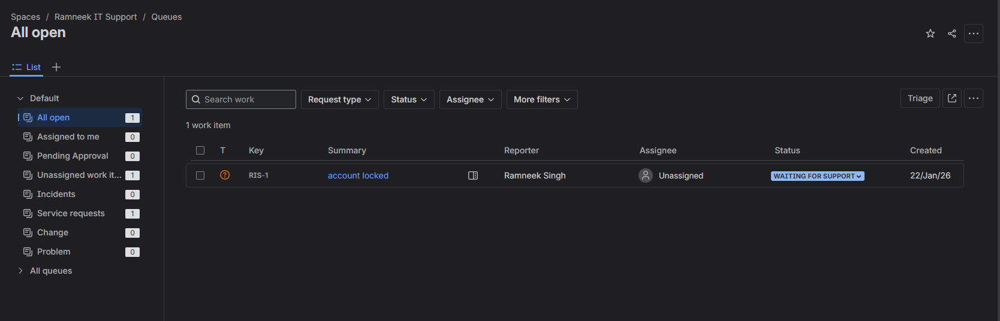 Spaces / Ramneek IT Support / Queues
All open
List
Default
All open 1
Assigned to me 0
Pending Approval 0
Unassigned work it... 1
Incidents 0
Service requests 1
Change 0
Problem 0
All queues
Search work Request type Status Assignee More filters Triage
1 work item
T Key Summary Reporter Assignee Status Created
RIS-1 account locked Ramneek Singh Unassigned WAITING FOR SUPPORT 22/Jan/26